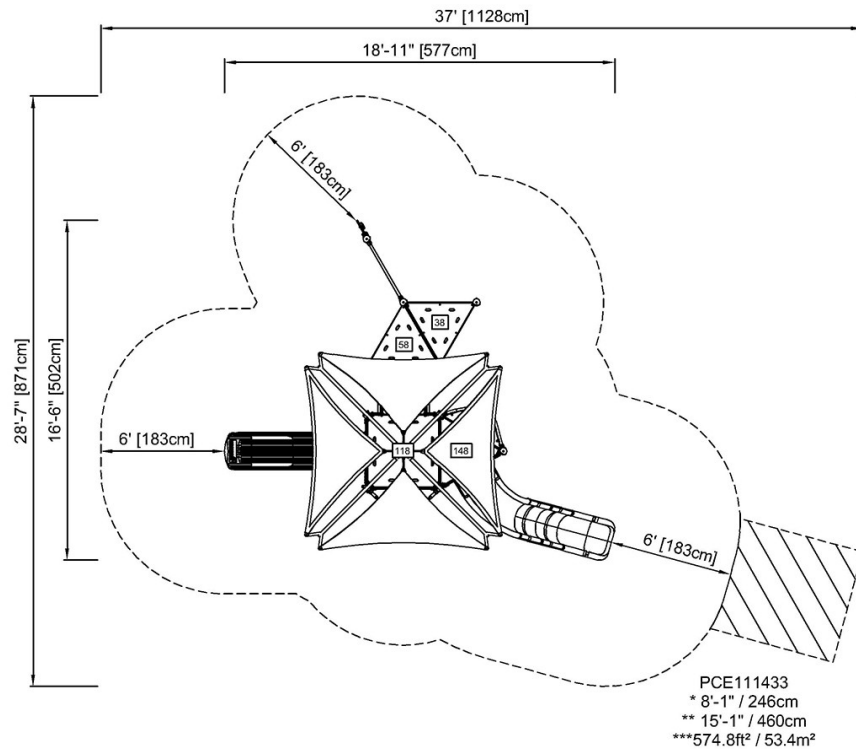 37' [1128cm]
18'-11" [577cm]
6' [183cm]
28'-7" [871cm]
16'-6" [502cm]
38
58
6' [183cm]
118
148
6' [183cm]
PCE111433
* 8'-1" / 246cm
** 15'-1" / 460cm
***574.8ft² / 53.4m²